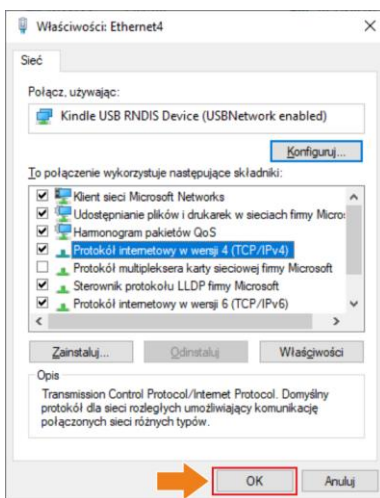 Właściwości: Ethernet4
Sieć
Połącz, używając:
Kindle USB RNDIS Device (USBNetwork enabled)
Konfiguruj...
To połączenie wykorzystuje następujące składniki:
Klient sieci Microsoft Networks
Udostępnianie plików i drukarek w sieciach firmy Micro
Harmonogram pakietów QoS
Protokół internetowy w wersji 4 (TCP/IPv4)
Protokół multipleksera karty sieciowej firmy Microsoft
Sterownik protokołu LLDP firmy Microsoft
Protokół internetowy w wersji 6 (TCP/IPv6)
Zainstaluj...
Odinstaluj
Właściwości
Opis
Transmission Control Protocol/Internet Protocol. Domyślny
protokół dla sieci rozległych umożliwiający komunikację
połączonych sieci różnych typów.
OK
Anuluj